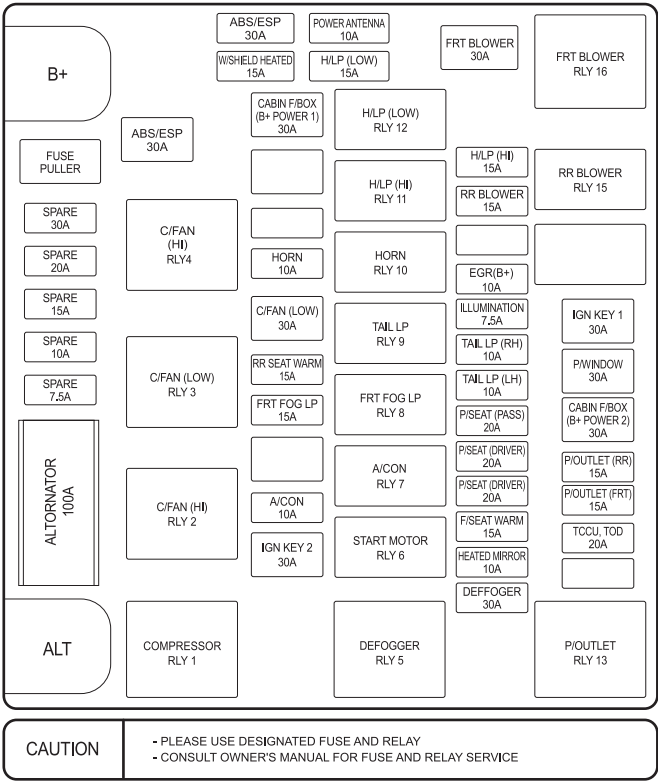 B+
FUSE
PULLER
SPARE
30A
SPARE
20A
SPARE
15A
SPARE
10A
SPARE
7.5A
ALTORNATOR
100A
ALT
ABS/ESP
30A
C/FAN
(HI)
RLY4
C/FAN (LOW)
RLY 3
C/FAN (HI)
RLY 2
COMPRESSOR
RLY 1
ABS/ESP
30A
POWER ANTENNA
10A
W/SHIELD HEATED
15A
H/LP (LOW)
15A
CABIN F/BOX
(B+ POWER 1)
30A
HORN
10A
C/FAN (LOW)
30A
RR SEAT WARM
15A
FRT FOG LP
15A
A/CON
10A
IGN KEY 2
30A
H/LP (LOW)
RLY 12
H/LP (HI)
RLY 11
HORN
RLY 10
TAIL LP
RLY 9
FRT FOG LP
RLY 8
A/CON
RLY 7
START MOTOR
RLY 6
DEFOGGER
RLY 5
FRT BLOWER
30A
H/LP (HI)
15A
RR BLOWER
15A
EGR(B+)
10A
ILLUMINATION
7.5A
TAIL LP (RH)
10A
TAIL LP (LH)
10A
P/SEAT (PASS)
20A
P/SEAT (DRIVER)
20A
P/SEAT (DRIVER)
20A
F/SEAT WARM
15A
HEATED MIRROR
10A
DEFFOGER
30A
FRT BLOWER
RLY 16
RR BLOWER
RLY 15
IGN KEY 1
30A
P/WINDOW
30A
CABIN F/BOX
(B+ POWER 2)
30A
P/OUTLET (RR)
15A
P/OUTLET (FRT)
15A
TCCU, TOD
20A
P/OUTLET
RLY 13
CAUTION
- PLEASE USE DESIGNATED FUSE AND RELAY
- CONSULT OWNER'S MANUAL FOR FUSE AND RELAY SERVICE